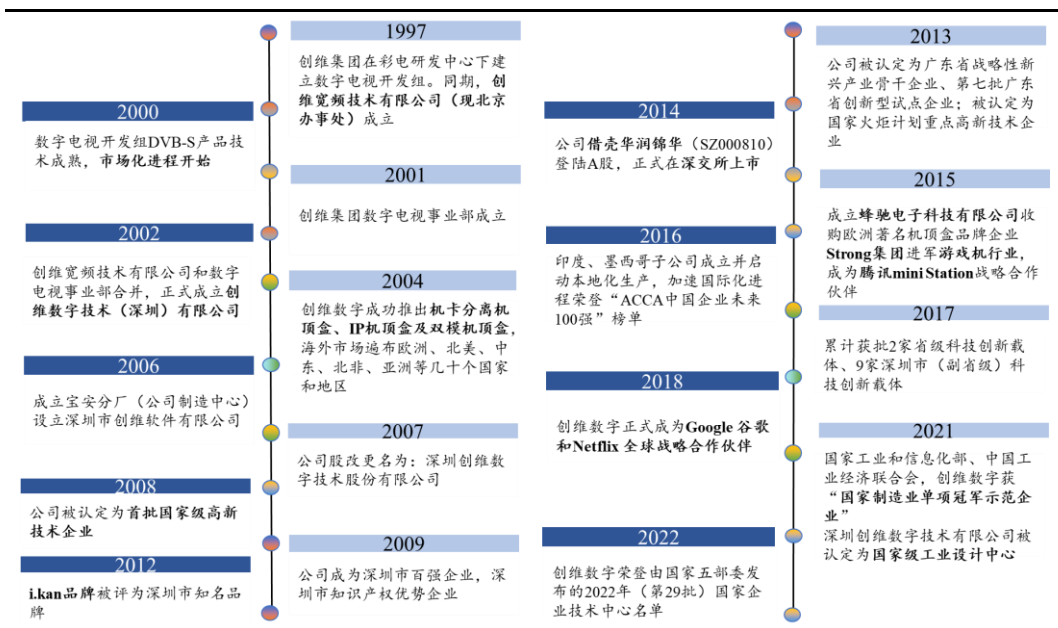 1997
创维集团在彩电研发中心下建
立数字电视开发组。同期，创
维宽频技术有限公司（现北京
办事处）成立
2000
数字电视开发组DVB-S产品技
术成熟，市场化进程开始
2001
创维集团数字电视事业部成立
2002
创维宽频技术有限公司和数字
电视事业部合并，正式成立创
维数字技术（深圳）有限公司
2004
创维数字成功推出机卡分离机
顶盒、IP机顶盒及双模机顶盒，
海外市场遍布欧洲、北美、中
东、北非、亚洲等几十个国家
和地区
2006
成立宝安分厂（公司制造中心）
设立深圳市创维软件有限公司
2007
公司股改更名为：深圳创维数
字技术股份有限公司
2008
公司被认定为首批国家级高新
技术企业
2009
公司成为深圳市百强企业，深
圳市知识产权优势企业
2012
i.kan品牌被评为深圳市知名品
牌
2013
公司被认定为广东省战略性新
兴产业骨干企业、第七批广东
省创新型试点企业；被认定为
国家火炬计划重点高新技术企
业
2014
公司借壳华润锦华（SZ000810）
登陆A股，正式在深交所上市
2015
成立蜂驰电子科技有限公司收
购欧洲著名机顶盒品牌企业
Strong集团进军游戏机行业，
成为腾讯mini Station战略合作
伙伴
2016
印度、墨西哥子公司成立并启
动本地化生产，加速国际化进
程荣登“ACCA中国企业未来
100强”榜单
2017
累计获批2家省级科技创新载
体、9家深圳市（副省级）科
技创新载体
2018
创维数字正式成为Google 谷歌
和Netflix 全球战略合作伙伴
2021
国家工业和信息化部、中国工
业经济联合会，创维数字获
“国家制造业单项冠军示范企
业”
深圳创维数字技术有限公司被
认定为国家级工业设计中心
2022
创维数字荣登由国家五部委发
布的2022年（第29批）国家企
业技术中心名单